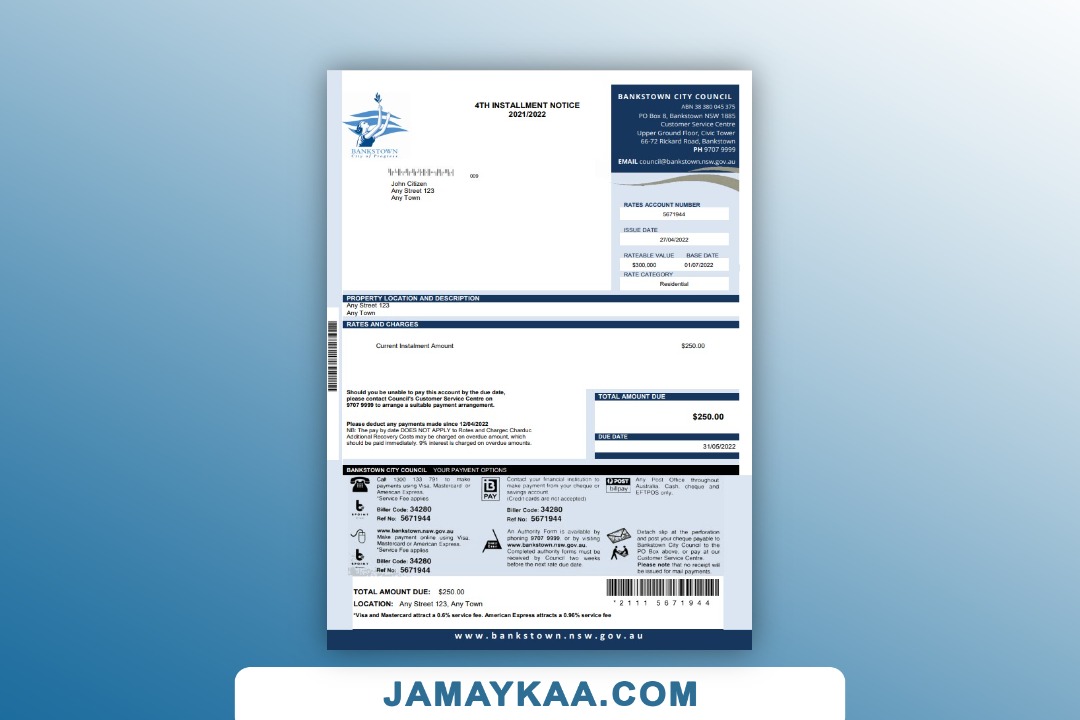 4TH INSTALLMENT NOTICE
2021/2022
BANKSTOWN
City of Progress
BANKSTOWN CITY COUNCIL
ABN 38 380 045 375
PO Box 8, Bankstown NSW 1885
Customer Service Centre
Upper Ground Floor, Civic Tower
66-72 Rickard Road, Bankstown
PH 9707 9999
EMAIL council@bankstown.nsw.gov.au
009
John Citizen
Any Street 123
Any Town
RATES ACCOUNT NUMBER
5671944
ISSUE DATE
27/04/2022
RATEABLE VALUE BASE DATE
$300,000 01/07/2022
RATE CATEGORY
Residential
PROPERTY LOCATION AND DESCRIPTION
Any Street 123
Any Town
RATES AND CHARGES
Current Instalment Amount $250.00
Should you be unable to pay this account by the due date,
please contact Council's Customer Service Centre on
9707 9999 to arrange a suitable payment arrangement.
Please deduct any payments made since 12/04/2022
NB: The pay by date DOES NOT APPLY to Rates and Charges
Additional Recovery Costs may be charged on overdue amount, which
should be paid immediately. 9% interest is charged on overdue amounts.
TOTAL AMOUNT DUE
$250.00
DUE DATE
31/05/2022
BANKSTOWN CITY COUNCIL YOUR PAYMENT OPTIONS
Call 1300 133 791 to make
payments using Visa, Mastercard or
American Express.
*Service Fee applies
Biller Code: 34280
Ref No: 5671944
B PAY
Contact your financial institution to
make payment from your cheque or
savings account
(Credit cards are not accepted)
Biller Code: 34280
Ref No: 5671944
POST
billpay
Any Post Office throughout
Australia. Cash, cheque and
EFTPOS only.
www.bankstown.nsw.gov.au
Make payment online using Visa,
Mastercard or American Express.
*Service Fee applies
Biller Code: 34280
Ref No: 5671944
An Authority Form is available by
phoning 9707 9999 or by visiting
www.bankstown.nsw.gov.au.
Completed authority forms must be
received by Council two weeks
before the next rate due date.
Detach slip at the perforation
and post your cheque payable to
Bankstown City Council to the
PO Box above, or pay at our
Customer Service Centre.
Please note that no receipt will
be issued for mail payments.
TOTAL AMOUNT DUE: $250.00
LOCATION: Any Street 123, Any Town
*2111 5671944
*Visa and Mastercard attract a 0.6% service fee. American Express attracts a 0.96% service fee
www.bankstown.nsw.gov.au
JAMAYKAA.COM